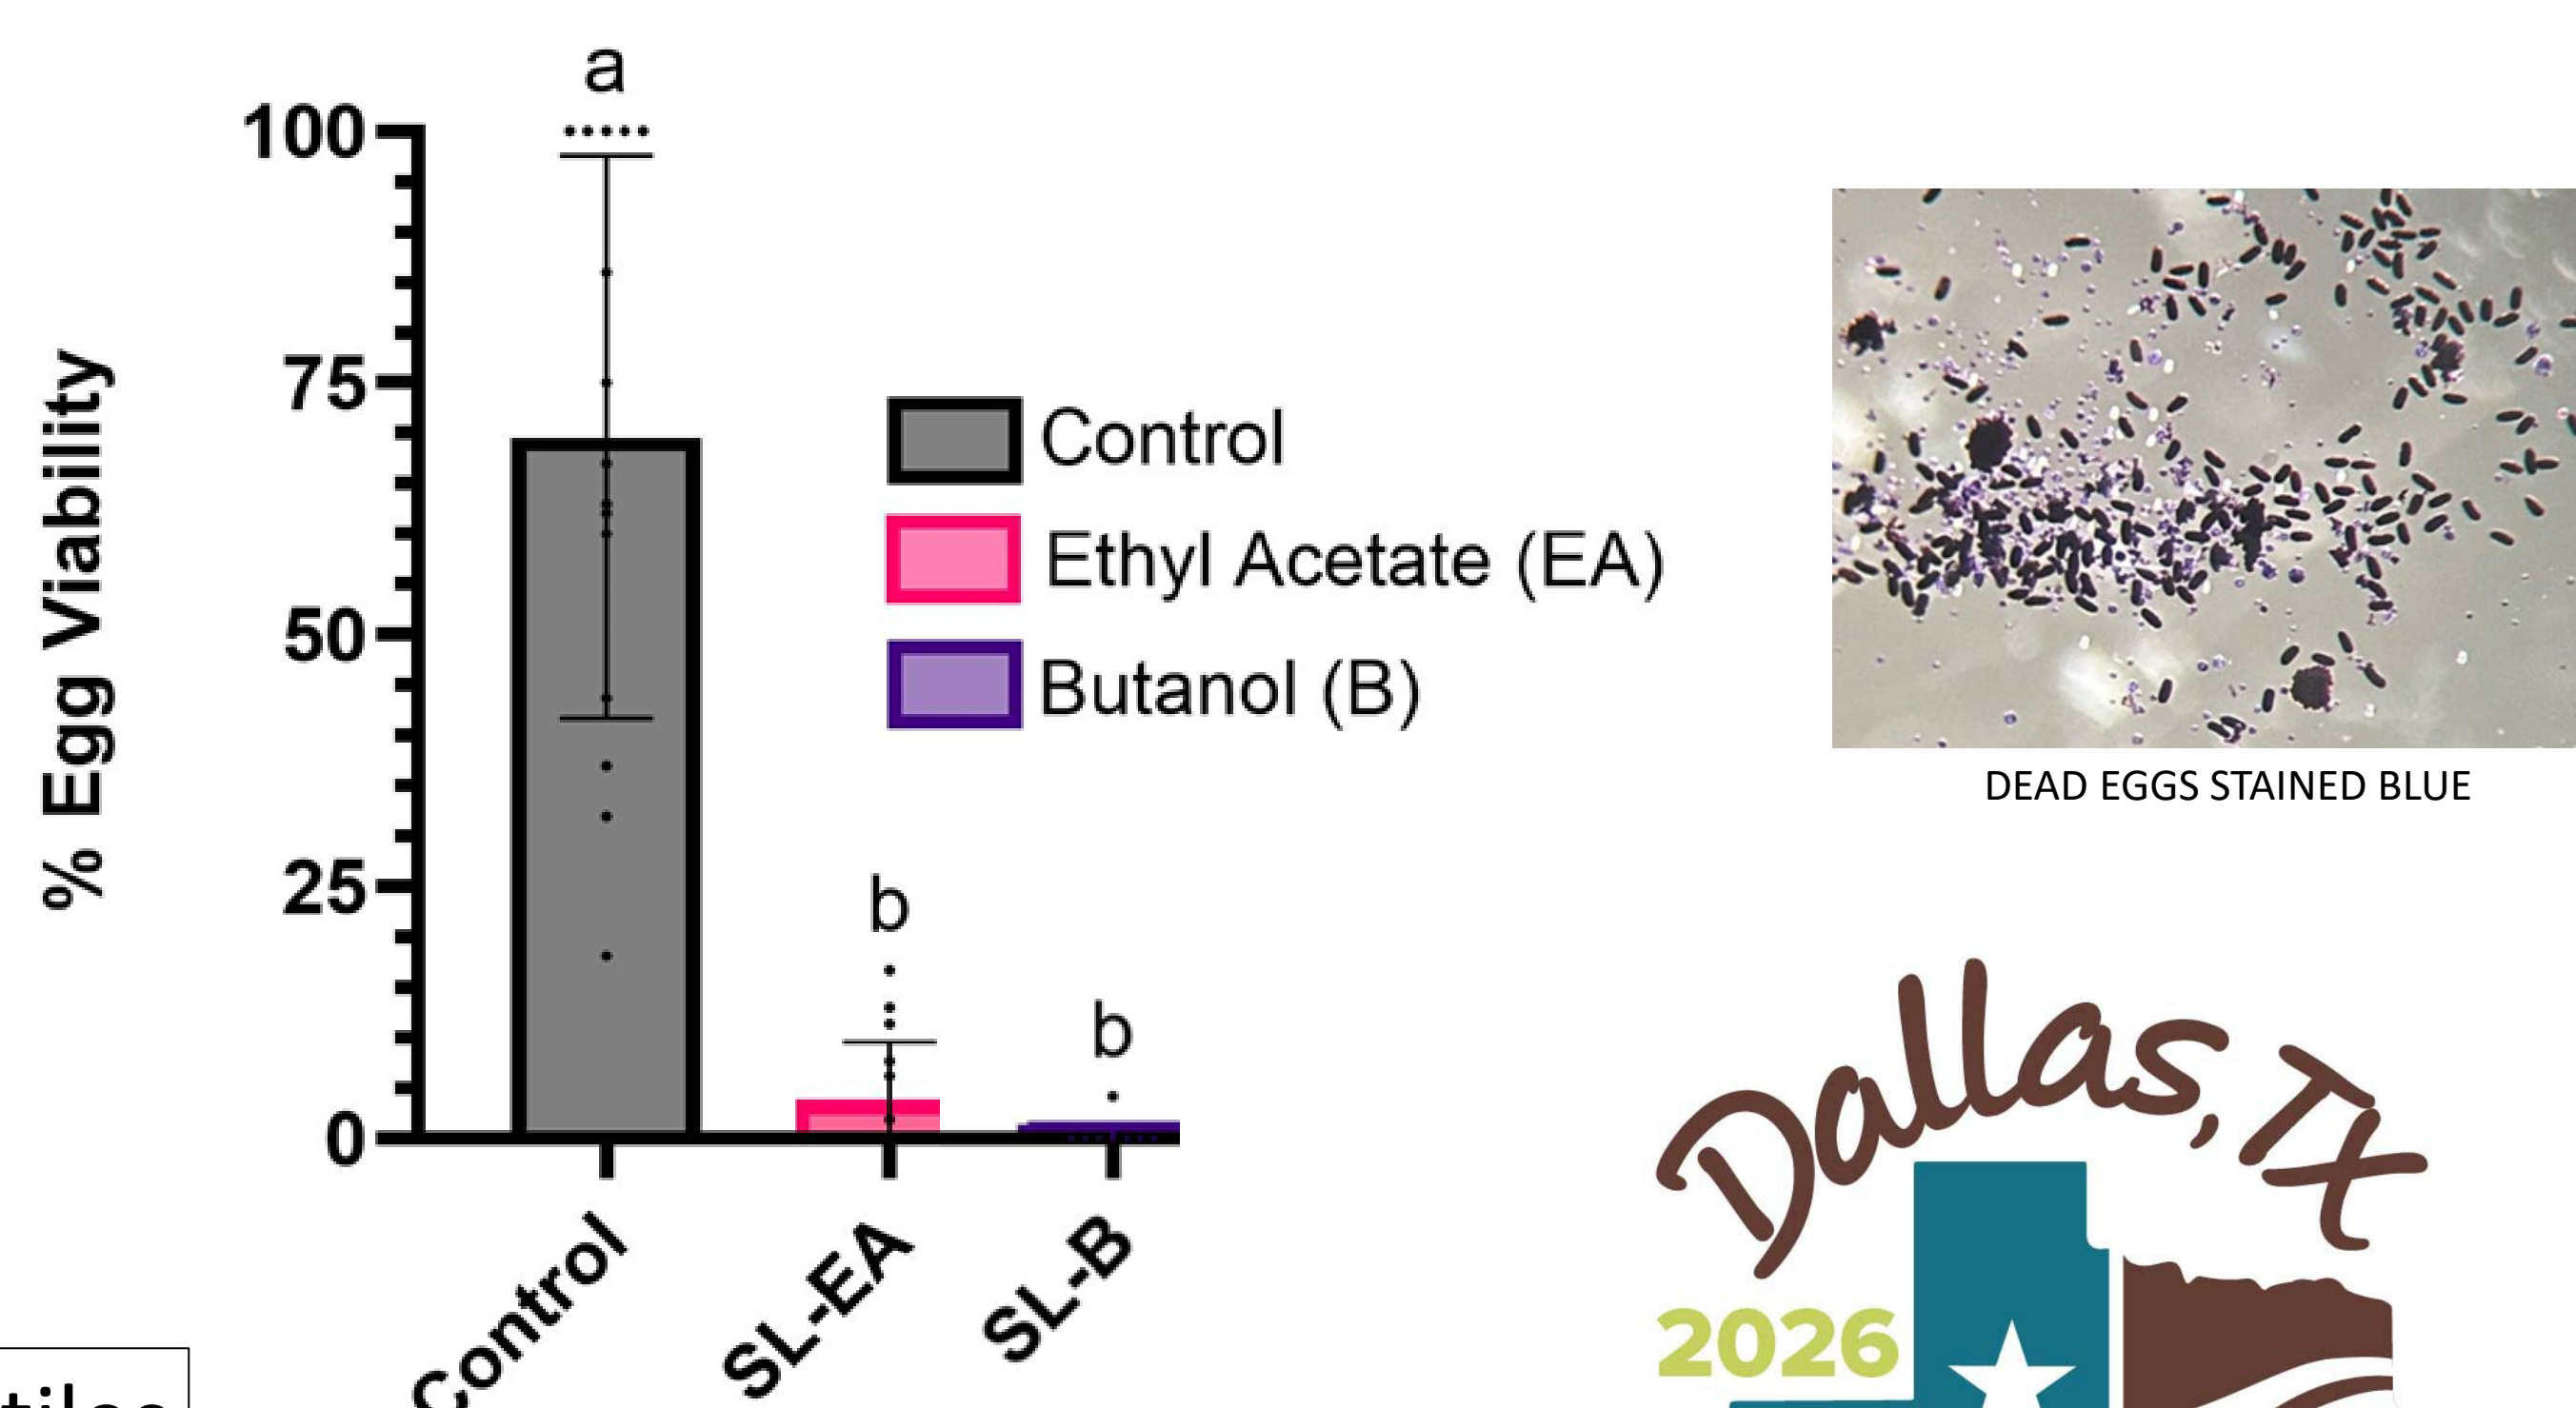 a
100
75
50
25
0
% Egg Viability
b
b
Control
Ethyl Acetate (EA)
Butanol (B)
Control
SL-EA
SL-B
DEAD EGGS STAINED BLUE
Dallas, TX
2026